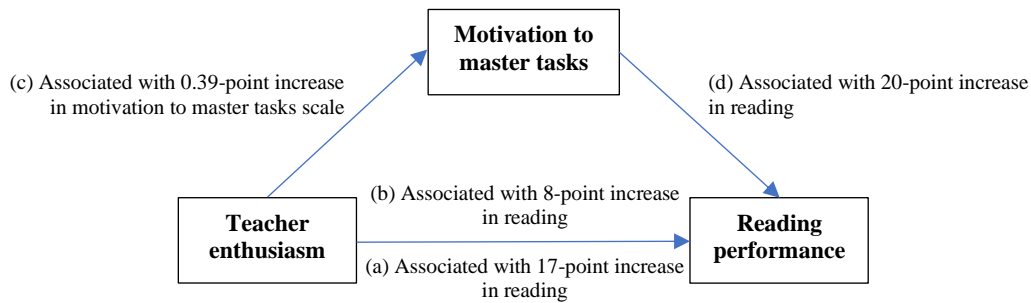 Motivation to
master tasks
(c) Associated with 0.39-point increase
in motivation to master tasks scale
(d) Associated with 20-point increase
in reading
(b) Associated with 8-point increase
in reading
Teacher
enthusiasm
Reading
performance
(a) Associated with 17-point increase
in reading